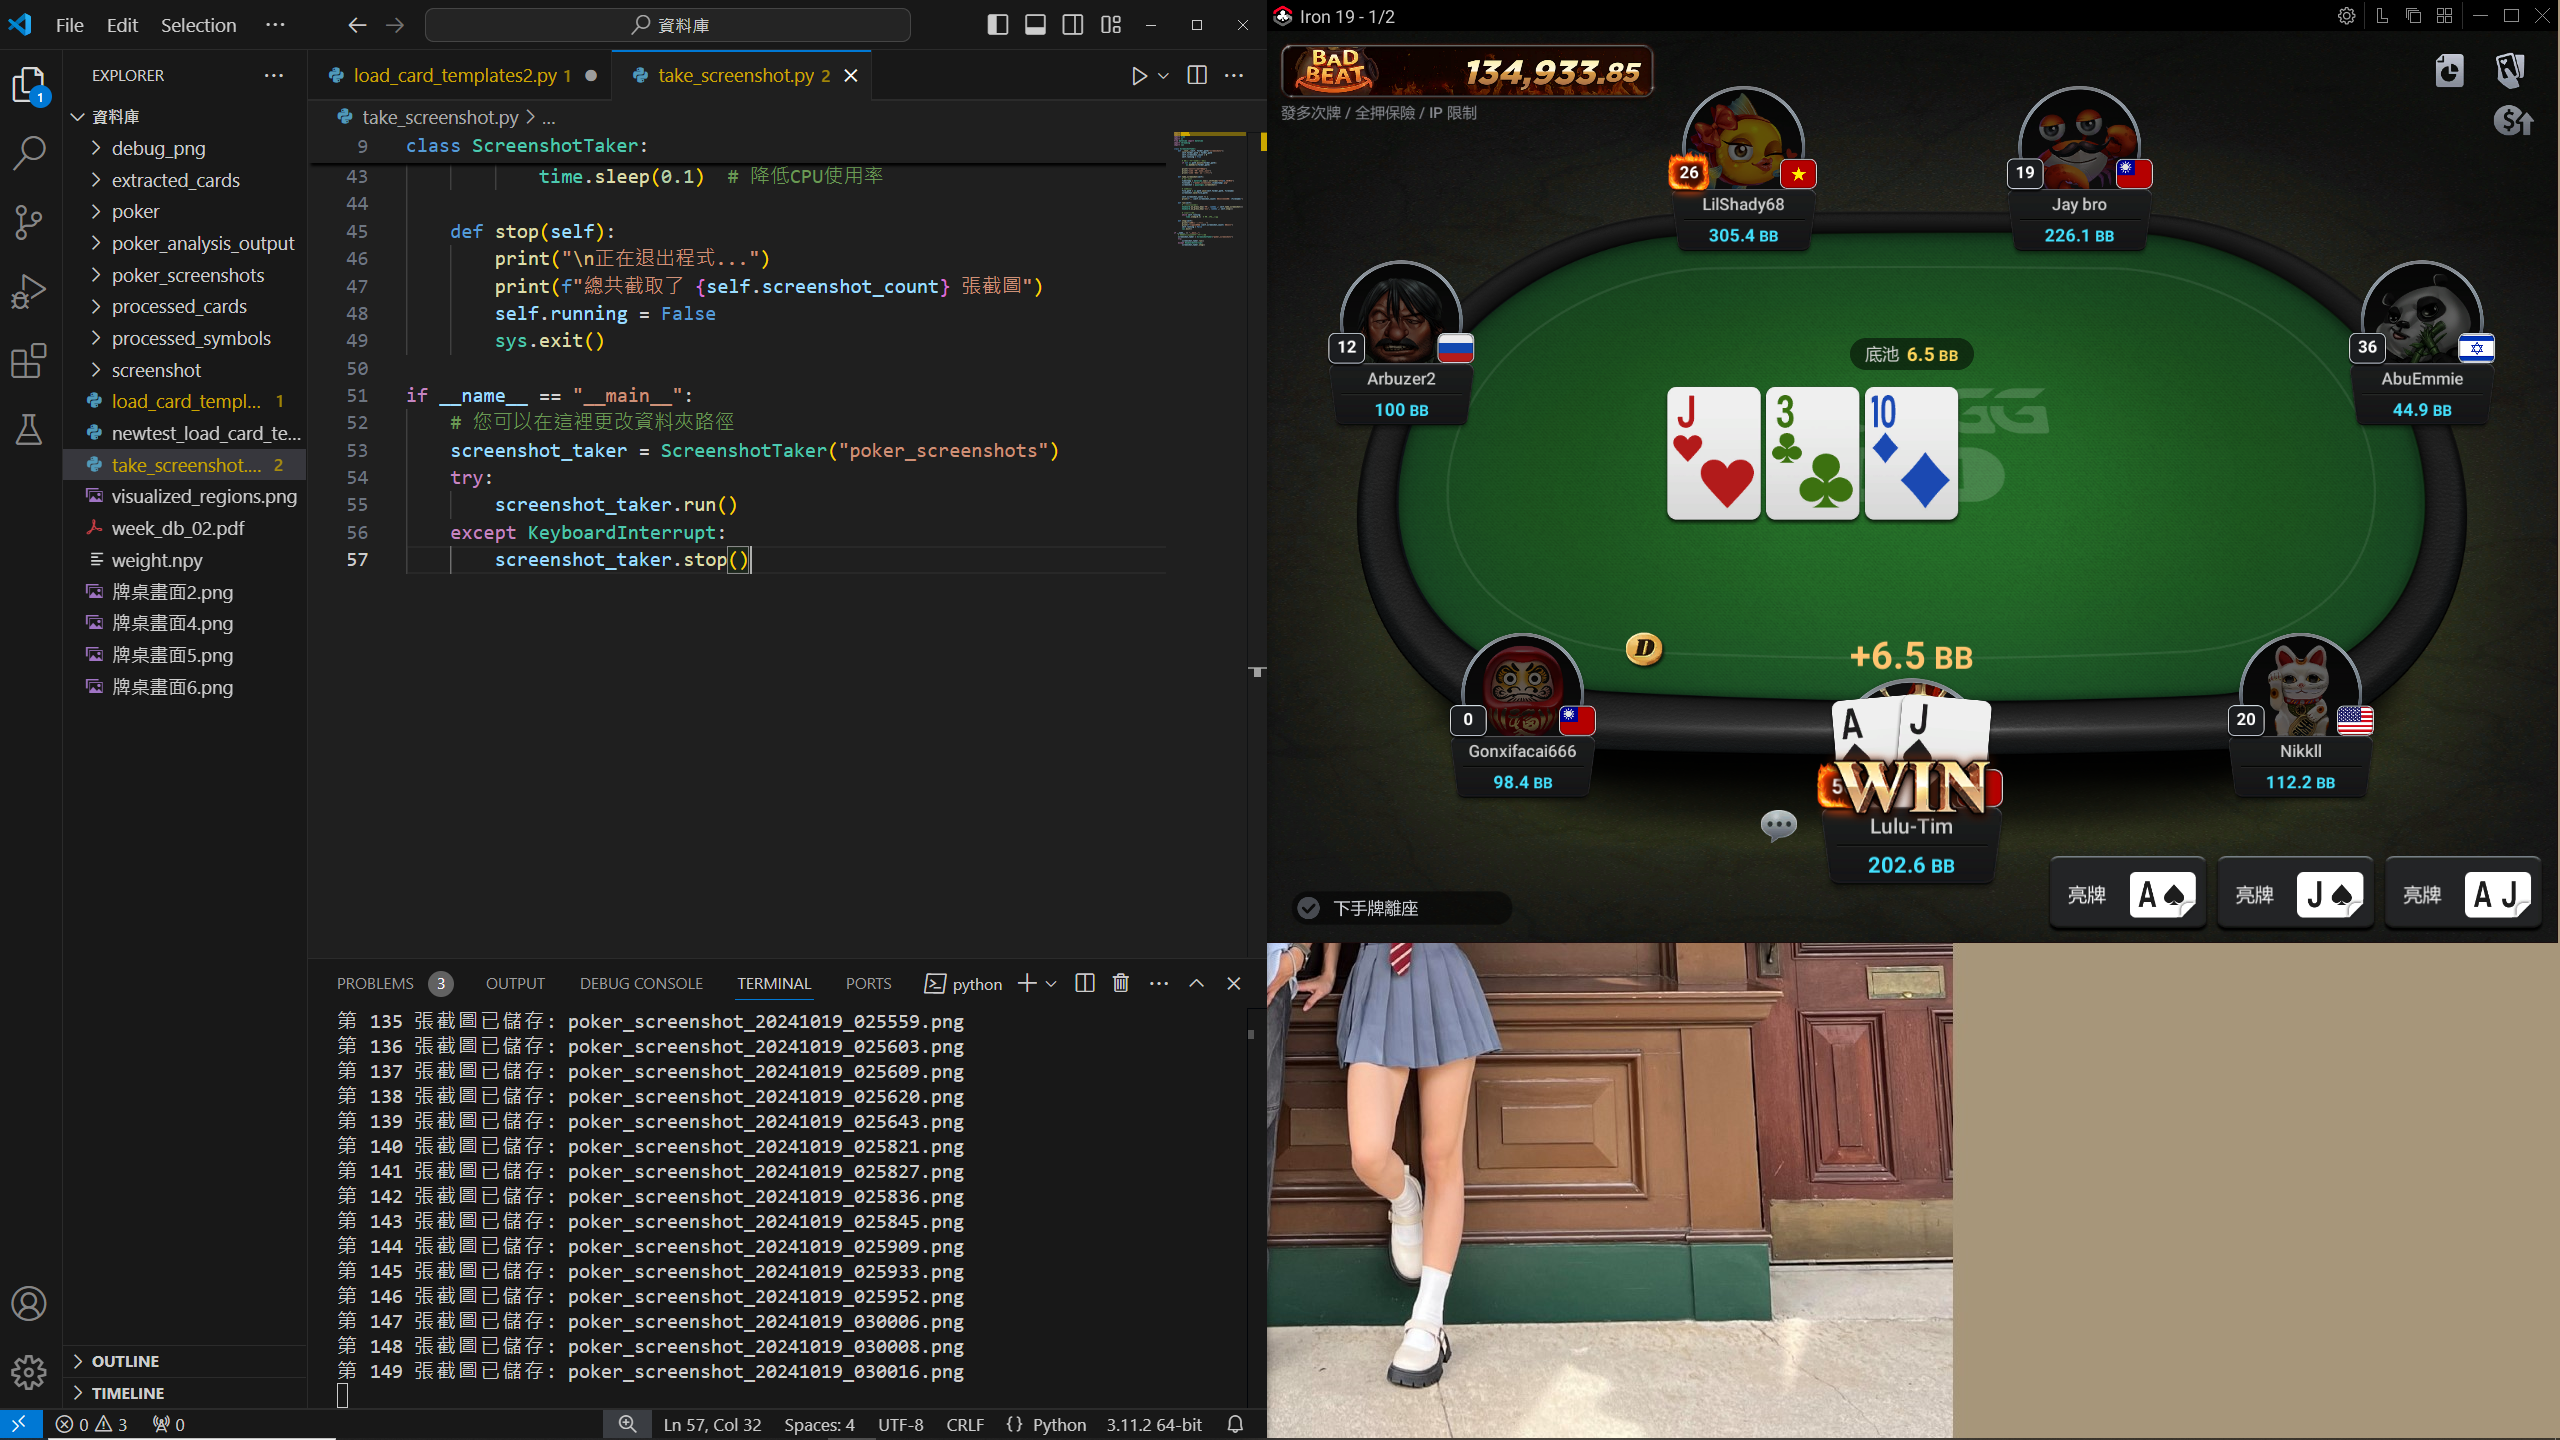 File Edit Selection ···
資料庫
EXPLORER
資料庫
debug_png
extracted_cards
poker
poker_analysis_output
poker_screenshots
processed_cards
processed_symbols
screenshot
load_card_templ... 1
newtest_load_card_te...
take_screenshot.... 2
visualized_regions.png
week_db_02.pdf
weight.npy
牌桌畫面2.png
牌桌畫面4.png
牌桌畫面5.png
牌桌畫面6.png
OUTLINE
TIMELINE
1
load_card_templates2.py 1
take_screenshot.py 2
take_screenshot.py > ...
9 class ScreenshotTaker:
43 time.sleep(0.1) # 降低CPU使用率
44
45 def stop(self):
46 print("\n正在退出程式...")
47 print(f"總共截取了 {self.screenshot_count} 張截圖")
48 self.running = False
49 sys.exit()
50
51 if __name__ == "__main__":
52 # 您可以在這裡更改資料夾路徑
53 screenshot_taker = ScreenshotTaker("poker_screenshots")
54 try:
55 screenshot_taker.run()
56 except KeyboardInterrupt:
57 screenshot_taker.stop()
PROBLEMS 3 OUTPUT DEBUG CONSOLE TERMINAL PORTS python
第 135 張截圖已儲存: poker_screenshot_20241019_025559.png
第 136 張截圖已儲存: poker_screenshot_20241019_025603.png
第 137 張截圖已儲存: poker_screenshot_20241019_025609.png
第 138 張截圖已儲存: poker_screenshot_20241019_025620.png
第 139 張截圖已儲存: poker_screenshot_20241019_025643.png
第 140 張截圖已儲存: poker_screenshot_20241019_025821.png
第 141 張截圖已儲存: poker_screenshot_20241019_025827.png
第 142 張截圖已儲存: poker_screenshot_20241019_025836.png
第 143 張截圖已儲存: poker_screenshot_20241019_025845.png
第 144 張截圖已儲存: poker_screenshot_20241019_025909.png
第 145 張截圖已儲存: poker_screenshot_20241019_025933.png
第 146 張截圖已儲存: poker_screenshot_20241019_025952.png
第 147 張截圖已儲存: poker_screenshot_20241019_030006.png
第 148 張截圖已儲存: poker_screenshot_20241019_030008.png
第 149 張截圖已儲存: poker_screenshot_20241019_030016.png
0 3 0
Ln 57, Col 32 Spaces: 4 UTF-8 CRLF {} Python 3.11.2 64-bit
Iron 19 - 1/2
BAD BEAT 134,933.85
發多次牌 / 全押保險 / IP 限制
26
LilShady68
305.4 BB
19
Jay bro
226.1 BB
12
Arbuzer2
100 BB
36
AbuEmmie
44.9 BB
底池 6.5 BB
J 3 10
D
+6.5 BB
0
Gonxifacai666
98.4 BB
A J
WIN
Lulu-Tim
202.6 BB
20
Nikkll
112.2 BB
下手牌離座
亮牌 A♠
亮牌 J♠
亮牌 A J